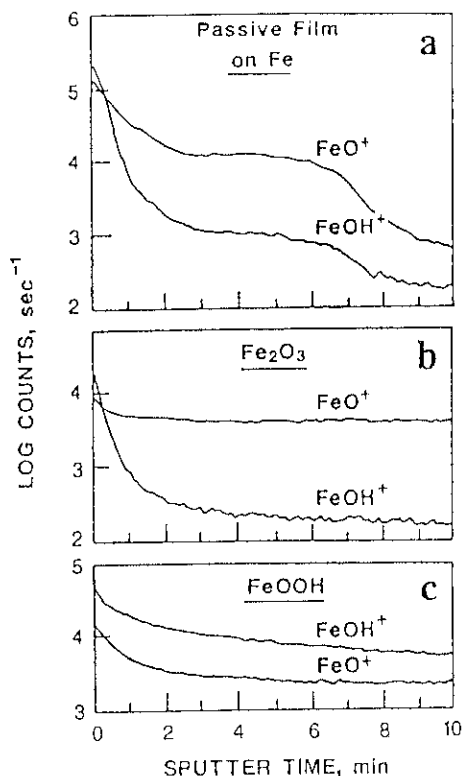 Passive Film
on Fe
a
6
5
4
3
2
FeO⁺
FeOH⁺
LOG COUNTS, sec⁻¹
Fe₂O₃
b
4
3
2
FeO⁺
FeOH⁺
FeOOH
c
5
4
3
FeOH⁺
FeO⁺
0 2 4 6 8 10
SPUTTER TIME, min